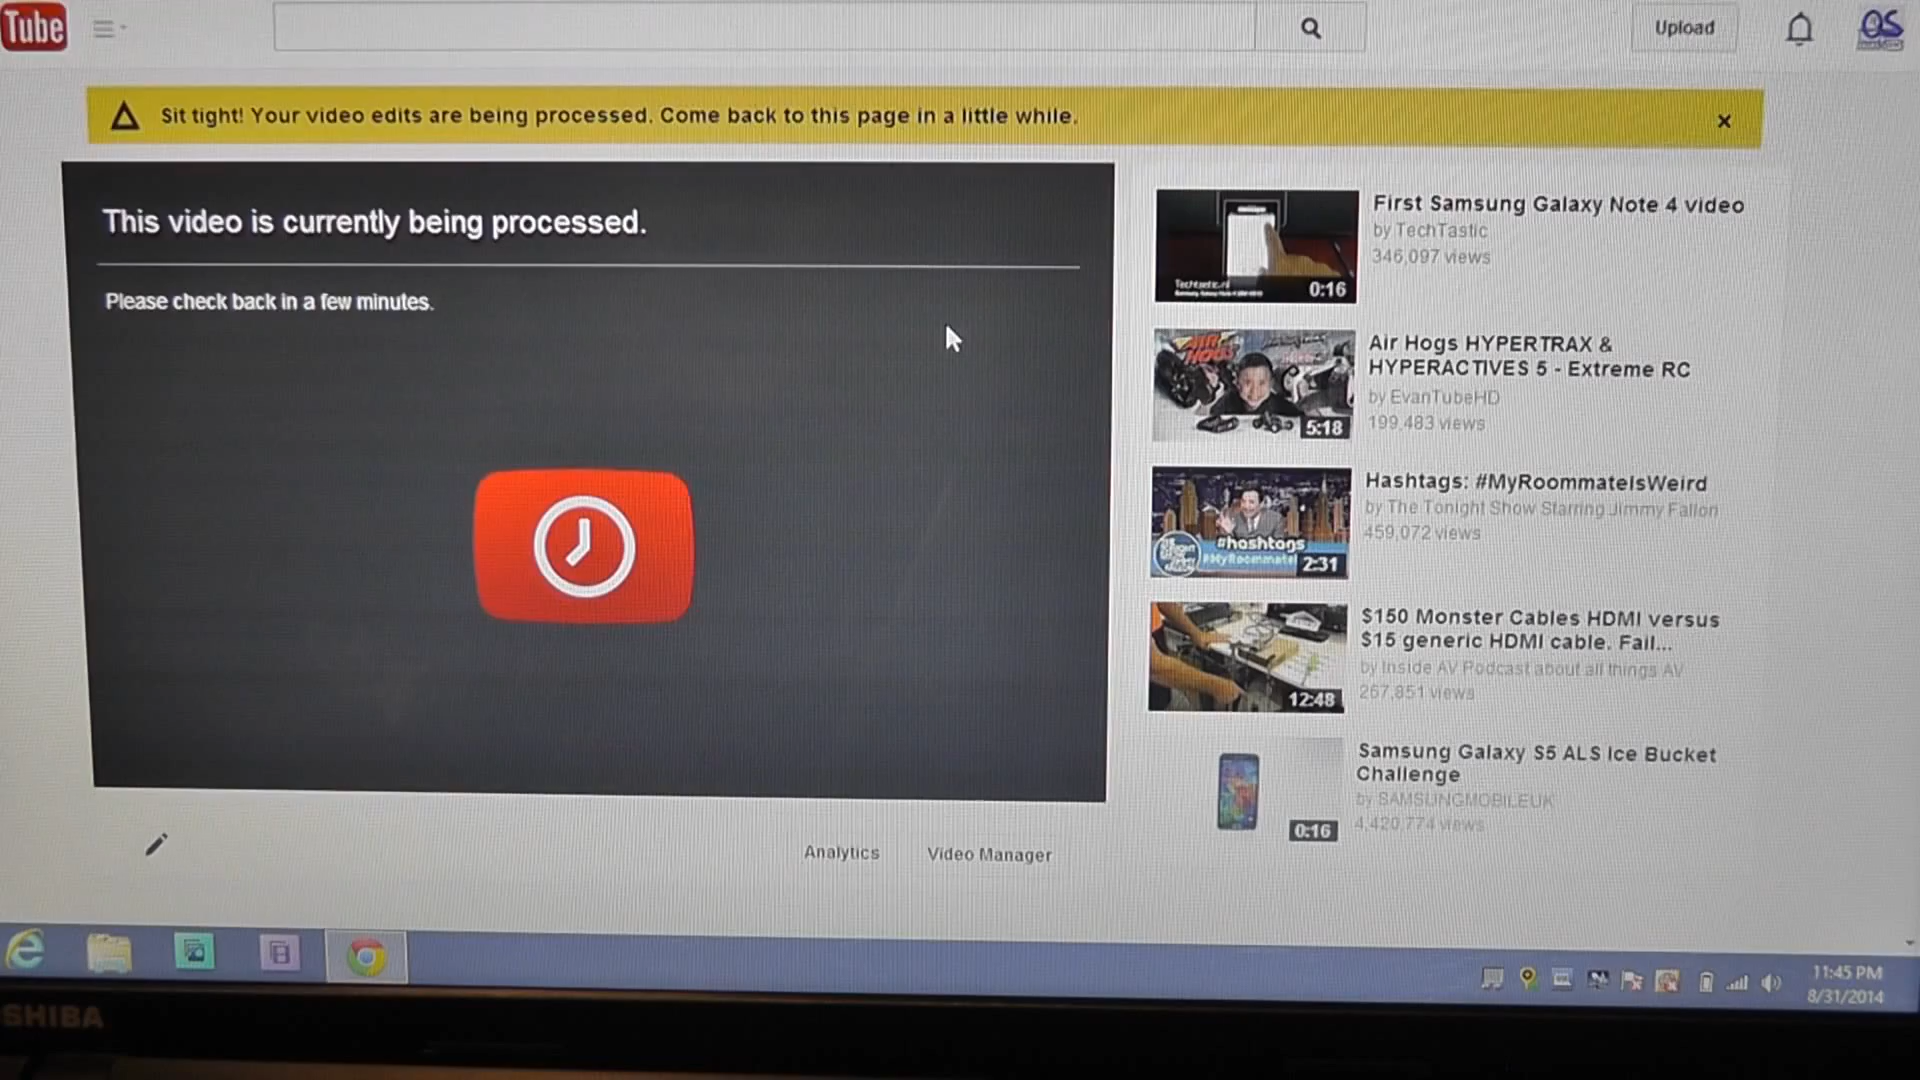 Tube
Upload
QS
Sit tight! Your video edits are being processed. Come back to this page in a little while.
This video is currently being processed.
Please check back in a few minutes.
First Samsung Galaxy Note 4 video
by TechTastic
346,097 views
Techtastic.nl
0:16
Air Hogs HYPERTRAX &
HYPERACTIVES 5 - Extreme RC
by EvanTubeHD
199,483 views
AIR
HOGS
5:18
Hashtags: #MyRoommateIsWeird
by The Tonight Show Starring Jimmy Fallon
459,072 views
#hashtags
#MyRoommateI
2:31
$150 Monster Cables HDMI versus
$15 generic HDMI cable. Fail...
by Inside AV Podcast about all things AV
267,851 views
12:48
Samsung Galaxy S5 ALS Ice Bucket
Challenge
by SAMSUNGMOBILEUK
4,420,774 views
0:16
Analytics
Video Manager
11:45 PM
8/31/2014
SHIBA